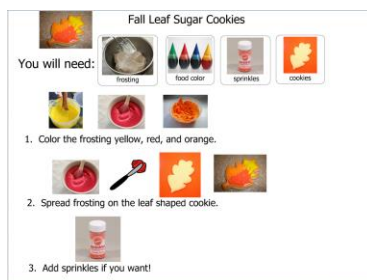 Fall Leaf Sugar Cookies
You will need:
frosting
food color
sprinkles
cookies
1. Color the frosting yellow, red, and orange.
2. Spread frosting on the leaf shaped cookie.
3. Add sprinkles if you want!